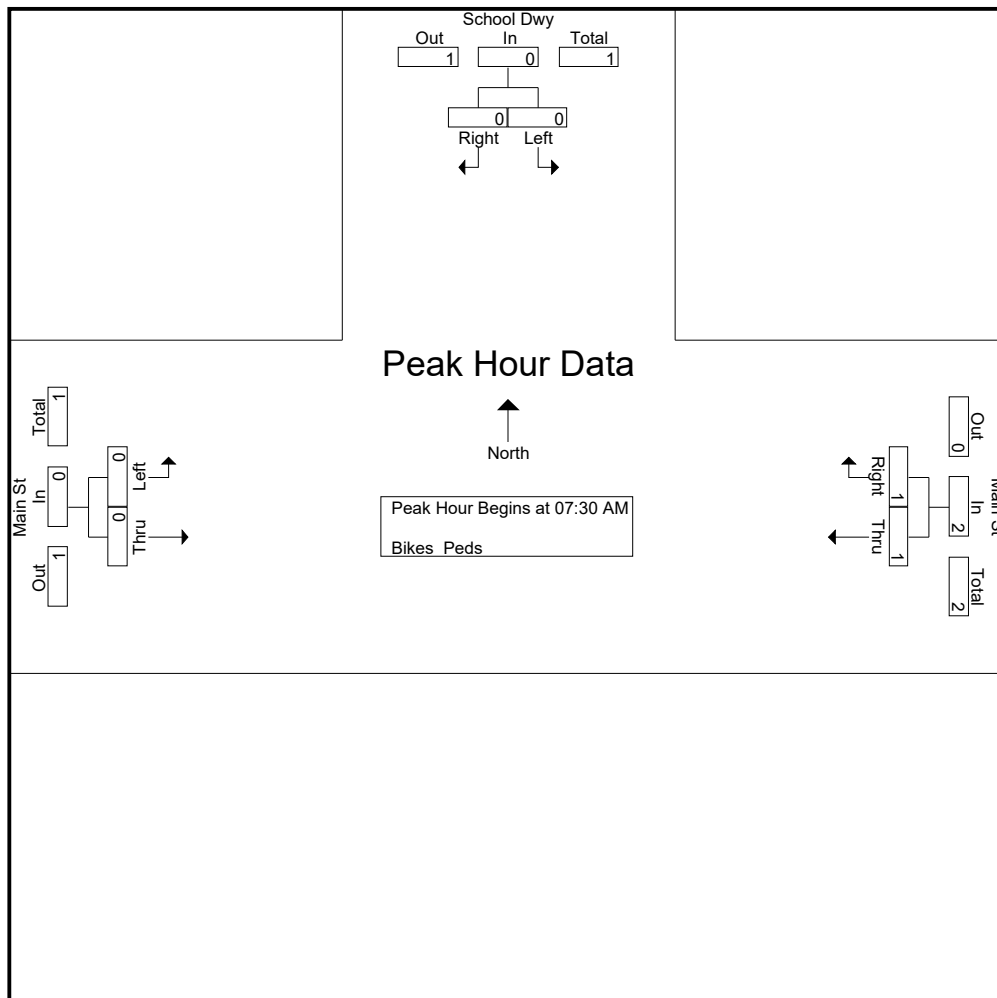 School Dwy
Out In Total
1 0 1
0 0
Right Left
Peak Hour Data
North
Peak Hour Begins at 07:30 AM
Bikes Peds
Main St
Out In Total
1 0 1
0 0
Left Thru
Main St
Out In Total
0 2 2
1 1
Right Thru